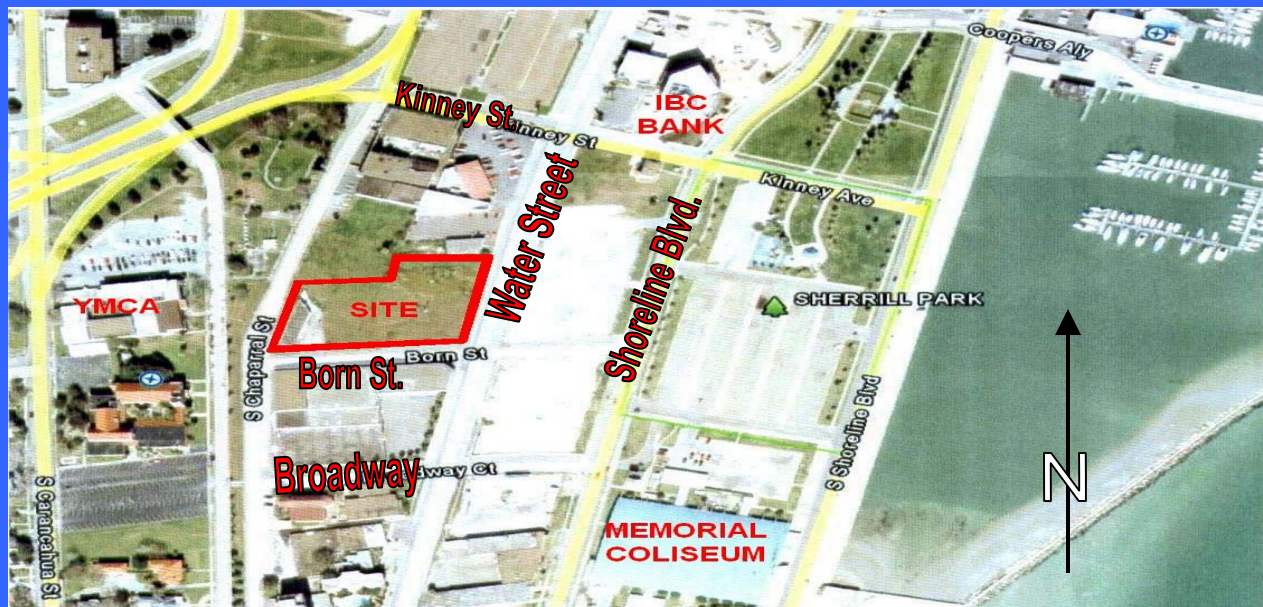 Coopers Aly
Kinney St.
Kinney St
IBC
BANK
Kinney Ave
Water Street
Shoreline Blvd.
YMCA
SITE
SHERRILL PARK
S Chaparral St
Born St
Born St.
S Shoreline Blvd
Broadway
dway Ct
S Carancahua St
MEMORIAL
COLISEUM
N